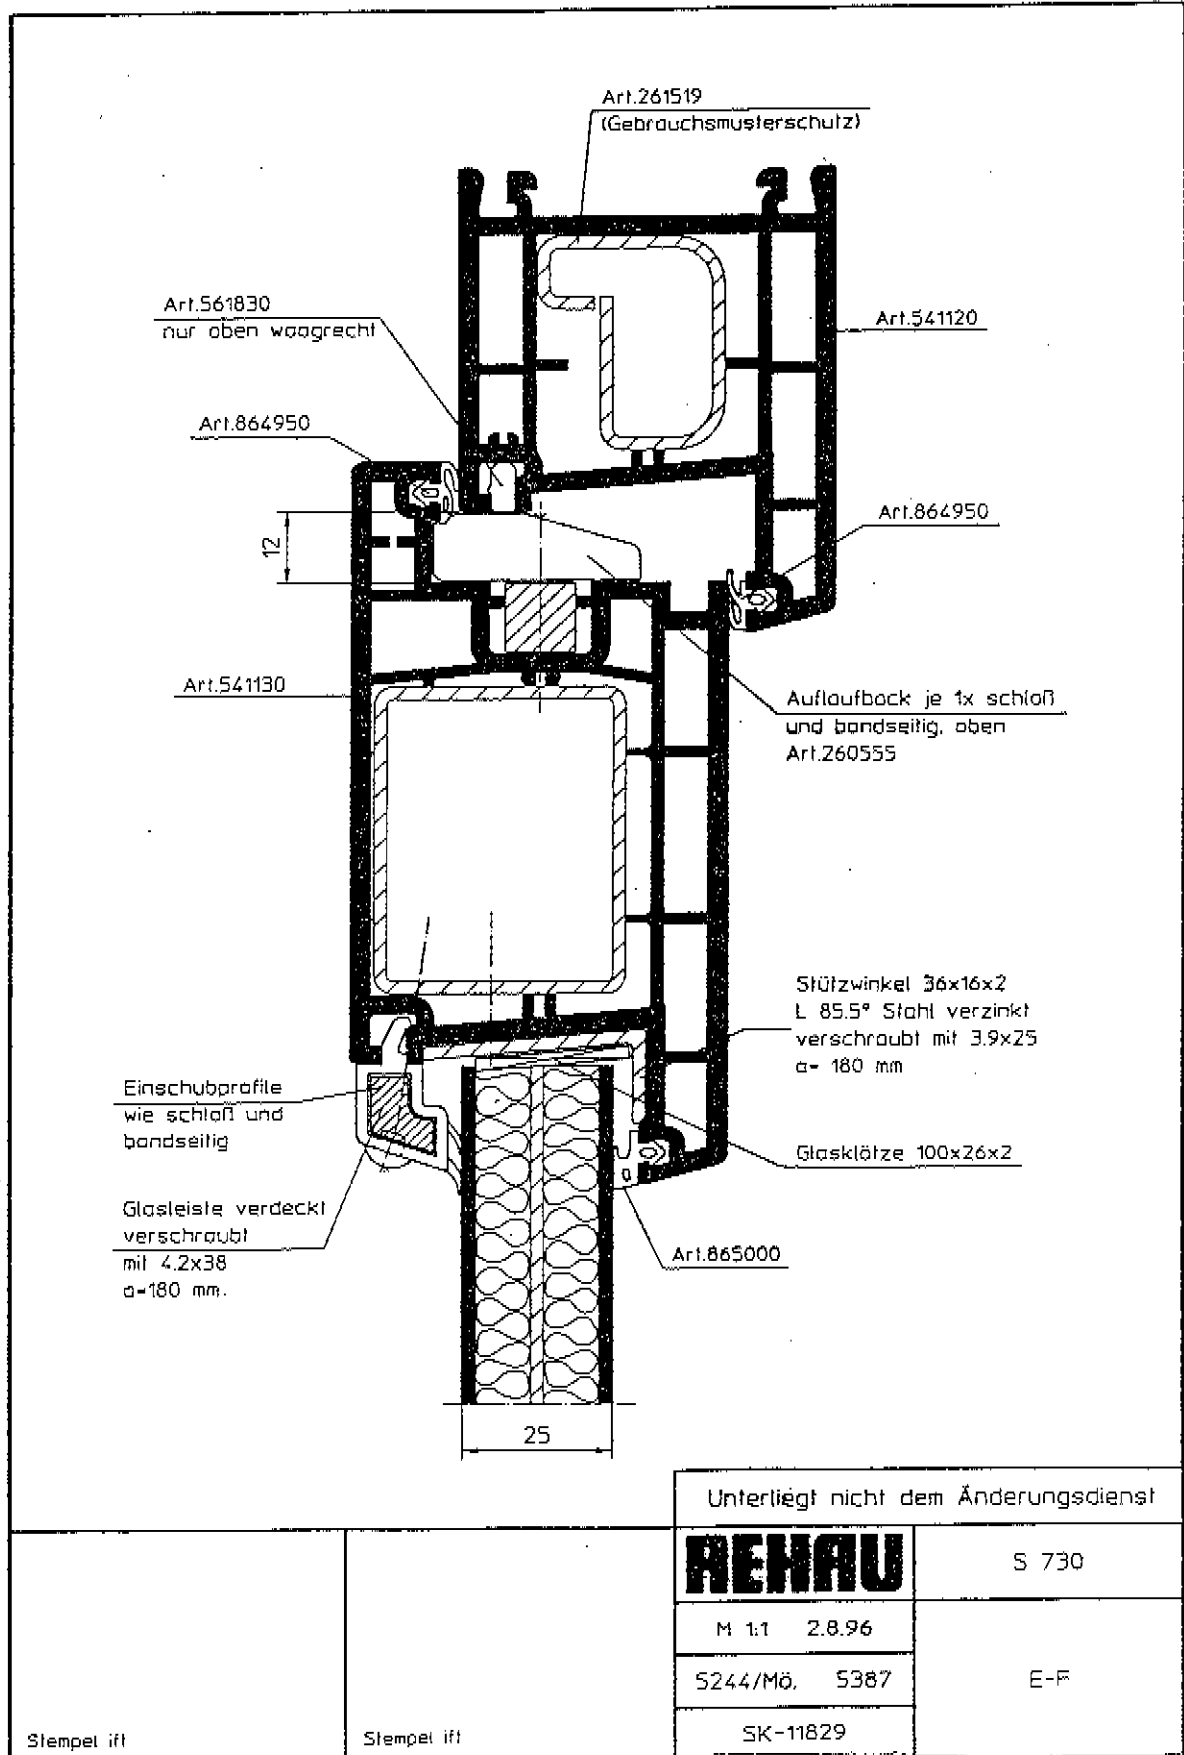 Art.261519
(Gebrauchsmusterschutz)
Art.561830
nur oben waagrecht
Art.541120
Art.864950
Art.864950
12
Art.541130
Auflaufbock je 1x schloß
und bandseitig, oben
Art.260555
Stützwinkel 36x16x2
L 85.5° Stahl verzinkt
verschraubt mit 3.9x25
a= 180 mm
Einschubprofile
wie schloß und
bandseitig
Glasklötze 100x26x2
Glasleiste verdeckt
verschraubt
mit 4.2x38
a=180 mm.
Art.865000
25
Unterliegt nicht dem Änderungsdienst
REHAU
S 730
M 1:1 2.8.96
5244/Mö. 5387
E-F
SK-11829
Stempel ift
Stempel ift